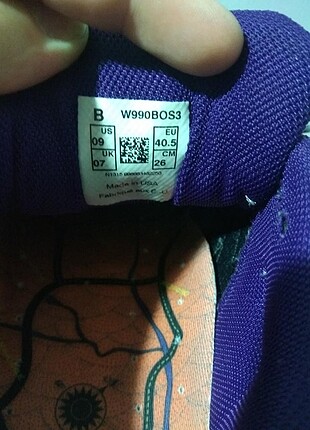 B W990BOS3
US EU
09 40.5
UK CM
07 26
Made in USA